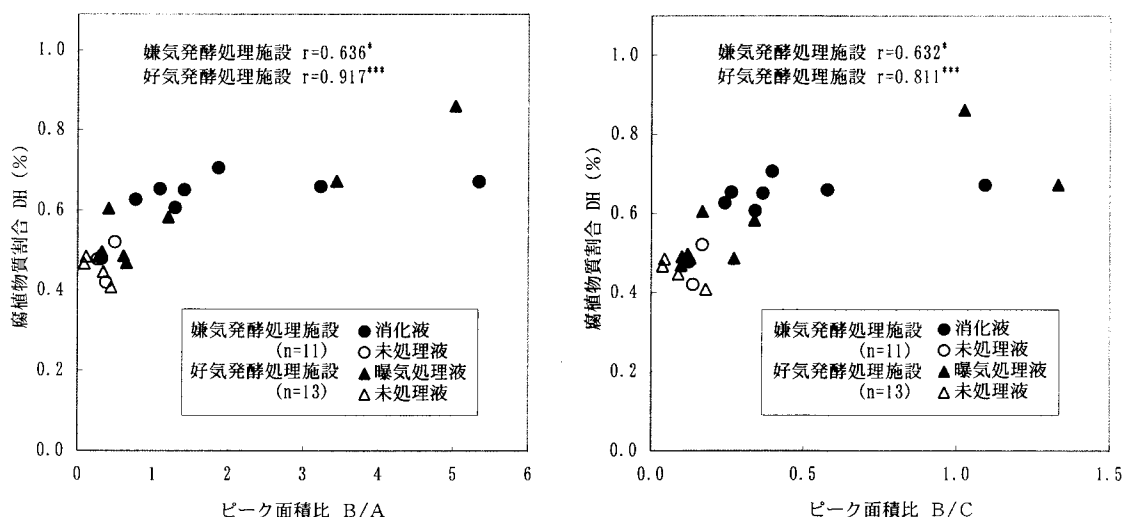 嫌気発酵処理施設 r=0.636*
好気発酵処理施設 r=0.917***
1.0
0.8
0.6
0.4
0.2
0.0
腐植物質割合 DH (%)
嫌気発酵処理施設 ●消化液
(n=11) ○未処理液
好気発酵処理施設 ▲曝気処理液
(n=13) △未処理液
0 1 2 3 4 5 6
ピーク面積比 B/A
嫌気発酵処理施設 r=0.632*
好気発酵処理施設 r=0.811***
1.0
0.8
0.6
0.4
0.2
0.0
腐植物質割合 DH (%)
嫌気発酵処理施設 ●消化液
(n=11) ○未処理液
好気発酵処理施設 ▲曝気処理液
(n=13) △未処理液
0.0 0.5 1.0 1.5
ピーク面積比 B/C